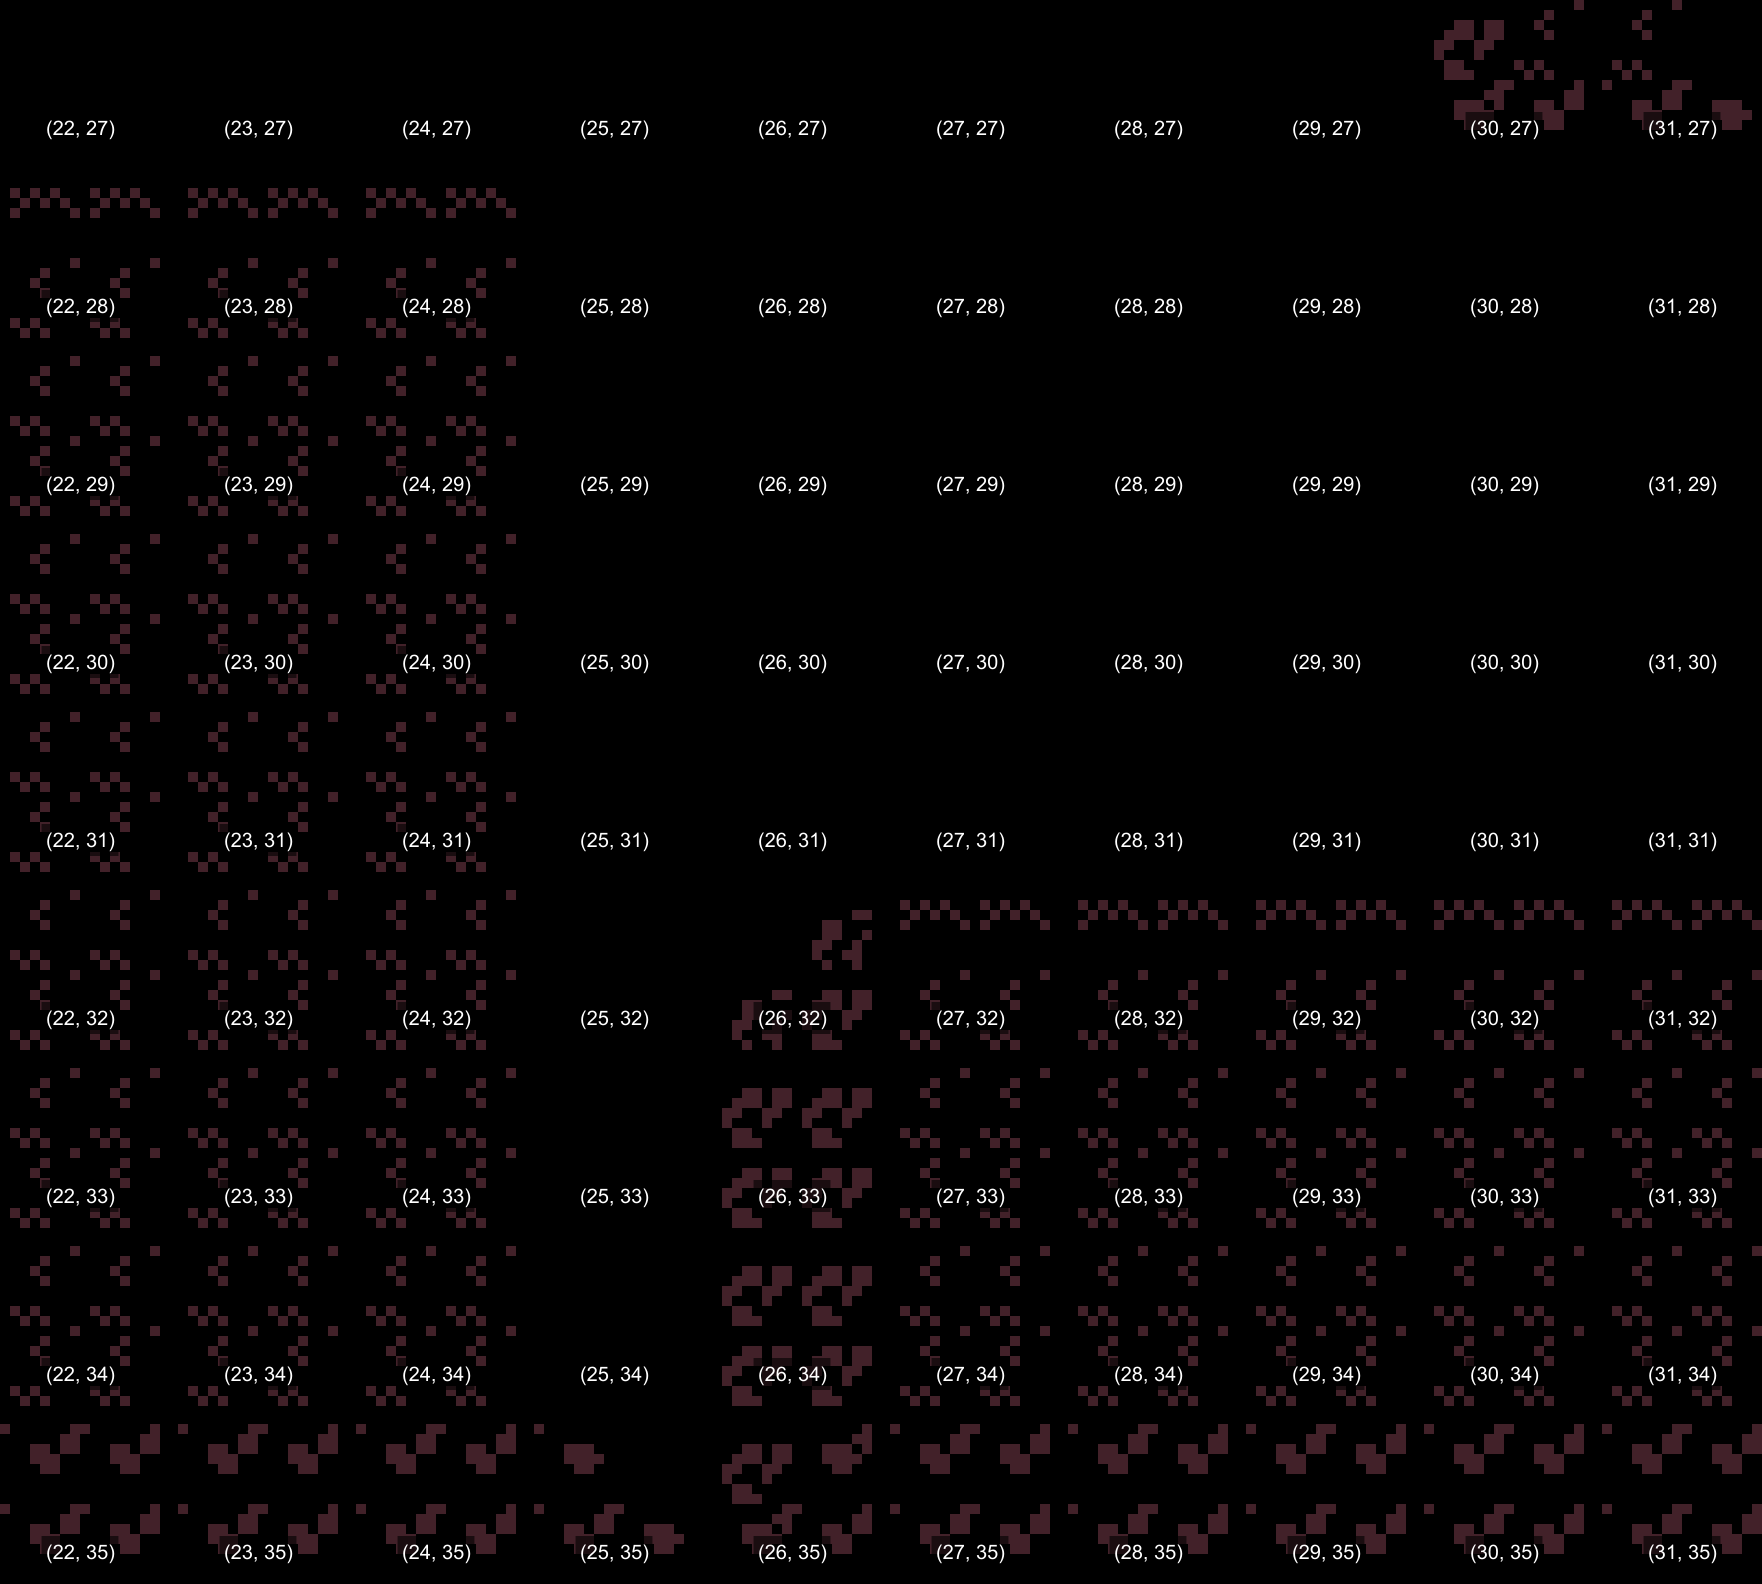 (22, 27) (23, 27) (24, 27) (25, 27) (26, 27) (27, 27) (28, 27) (29, 27) (30, 27) (31, 27)
(22, 28) (23, 28) (24, 28) (25, 28) (26, 28) (27, 28) (28, 28) (29, 28) (30, 28) (31, 28)
(22, 29) (23, 29) (24, 29) (25, 29) (26, 29) (27, 29) (28, 29) (29, 29) (30, 29) (31, 29)
(22, 30) (23, 30) (24, 30) (25, 30) (26, 30) (27, 30) (28, 30) (29, 30) (30, 30) (31, 30)
(22, 31) (23, 31) (24, 31) (25, 31) (26, 31) (27, 31) (28, 31) (29, 31) (30, 31) (31, 31)
(22, 32) (23, 32) (24, 32) (25, 32) (26, 32) (27, 32) (28, 32) (29, 32) (30, 32) (31, 32)
(22, 33) (23, 33) (24, 33) (25, 33) (26, 33) (27, 33) (28, 33) (29, 33) (30, 33) (31, 33)
(22, 34) (23, 34) (24, 34) (25, 34) (26, 34) (27, 34) (28, 34) (29, 34) (30, 34) (31, 34)
(22, 35) (23, 35) (24, 35) (25, 35) (26, 35) (27, 35) (28, 35) (29, 35) (30, 35) (31, 35)